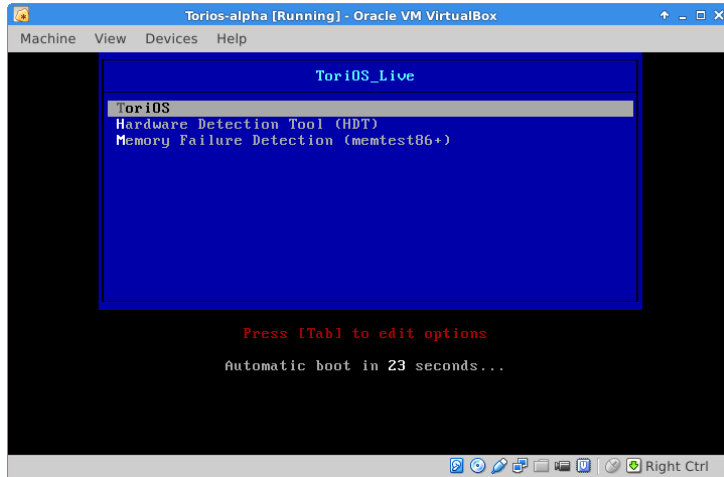 Torios-alpha [Running] - Oracle VM VirtualBox
Machine View Devices Help
ToriOS_Live
ToriOS
Hardware Detection Tool (HDT)
Memory Failure Detection (memtest86+)
Press [Tab] to edit options
Automatic boot in 23 seconds...
Right Ctrl